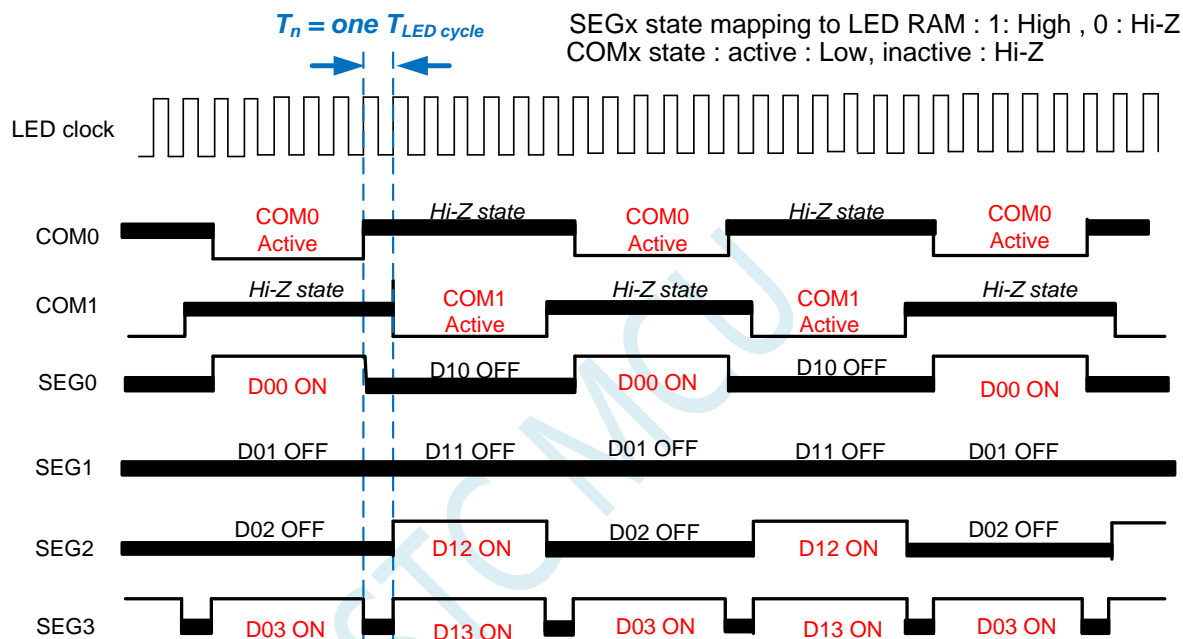 Tn = one TLED cycle
SEGx state mapping to LED RAM : 1: High , 0 : Hi-Z
COMx state : active : Low, inactive : Hi-Z
LED clock
COM0
COM0 Active
Hi-Z state
COM0 Active
Hi-Z state
COM0 Active
COM1
Hi-Z state
COM1 Active
Hi-Z state
COM1 Active
Hi-Z state
SEG0
D00 ON
D10 OFF
D00 ON
D10 OFF
D00 ON
SEG1
D01 OFF
D11 OFF
D01 OFF
D11 OFF
D01 OFF
SEG2
D02 OFF
D12 ON
D02 OFF
D12 ON
D02 OFF
SEG3
D03 ON
D13 ON
D03 ON
D13 ON
D03 ON
STC MCU